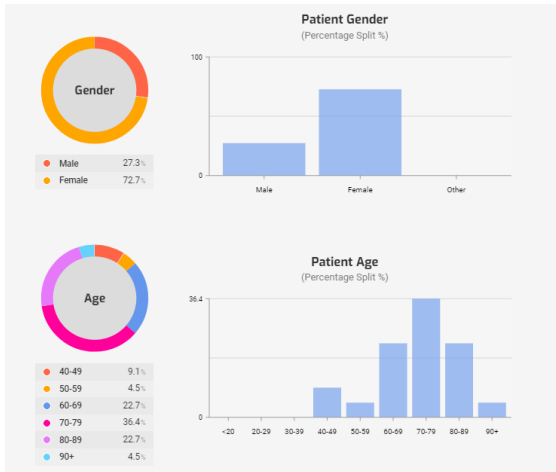 Patient Gender
(Percentage Split %)
Gender
Male 27.3%
Female 72.7%
100
0
Male Female Other
Patient Age
(Percentage Split %)
Age
40-49 9.1%
50-59 4.5%
60-69 22.7%
70-79 36.4%
80-89 22.7%
90+ 4.5%
36.4
0
<20 20-29 30-39 40-49 50-59 60-69 70-79 80-89 90+